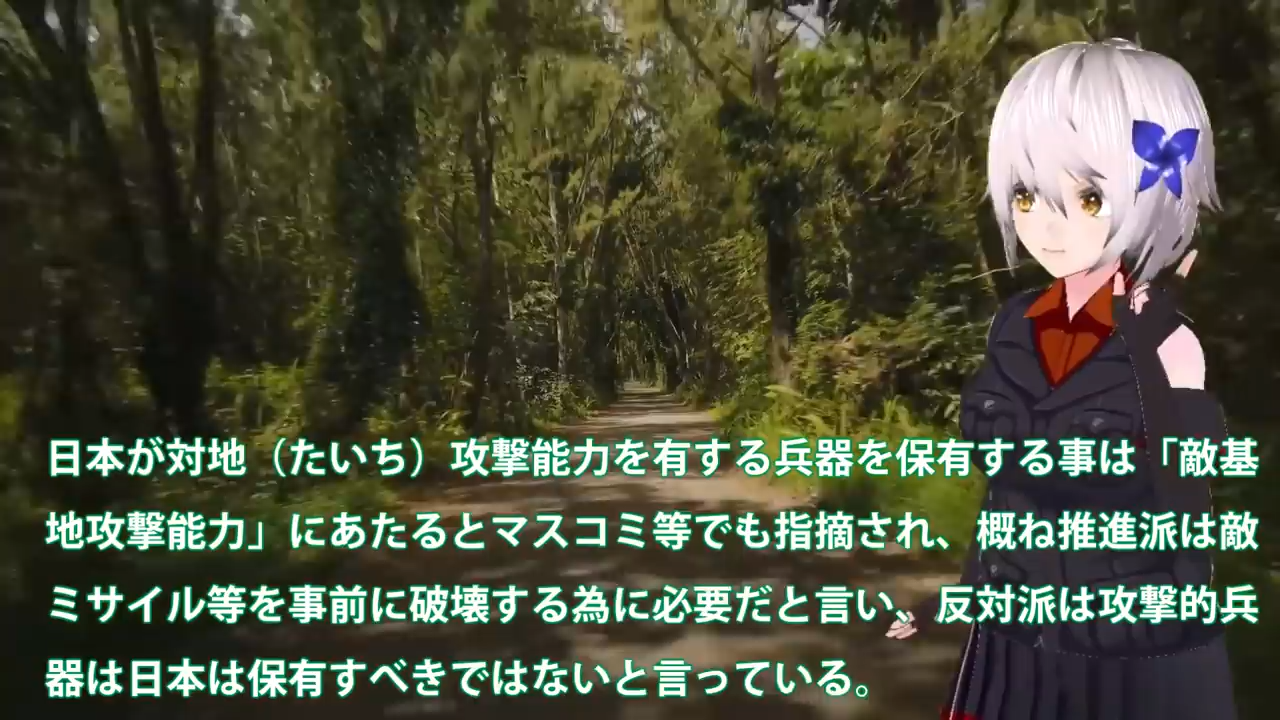 日本が対地（たいち）攻撃能力を有する兵器を保有する事は「敵基
地攻撃能力」にあたるとマスコミ等でも指摘され、概ね推進派は敵
ミサイル等を事前に破壊する為に必要だと言い、反対派は攻撃的兵
器は日本は保有すべきではないと言っている。